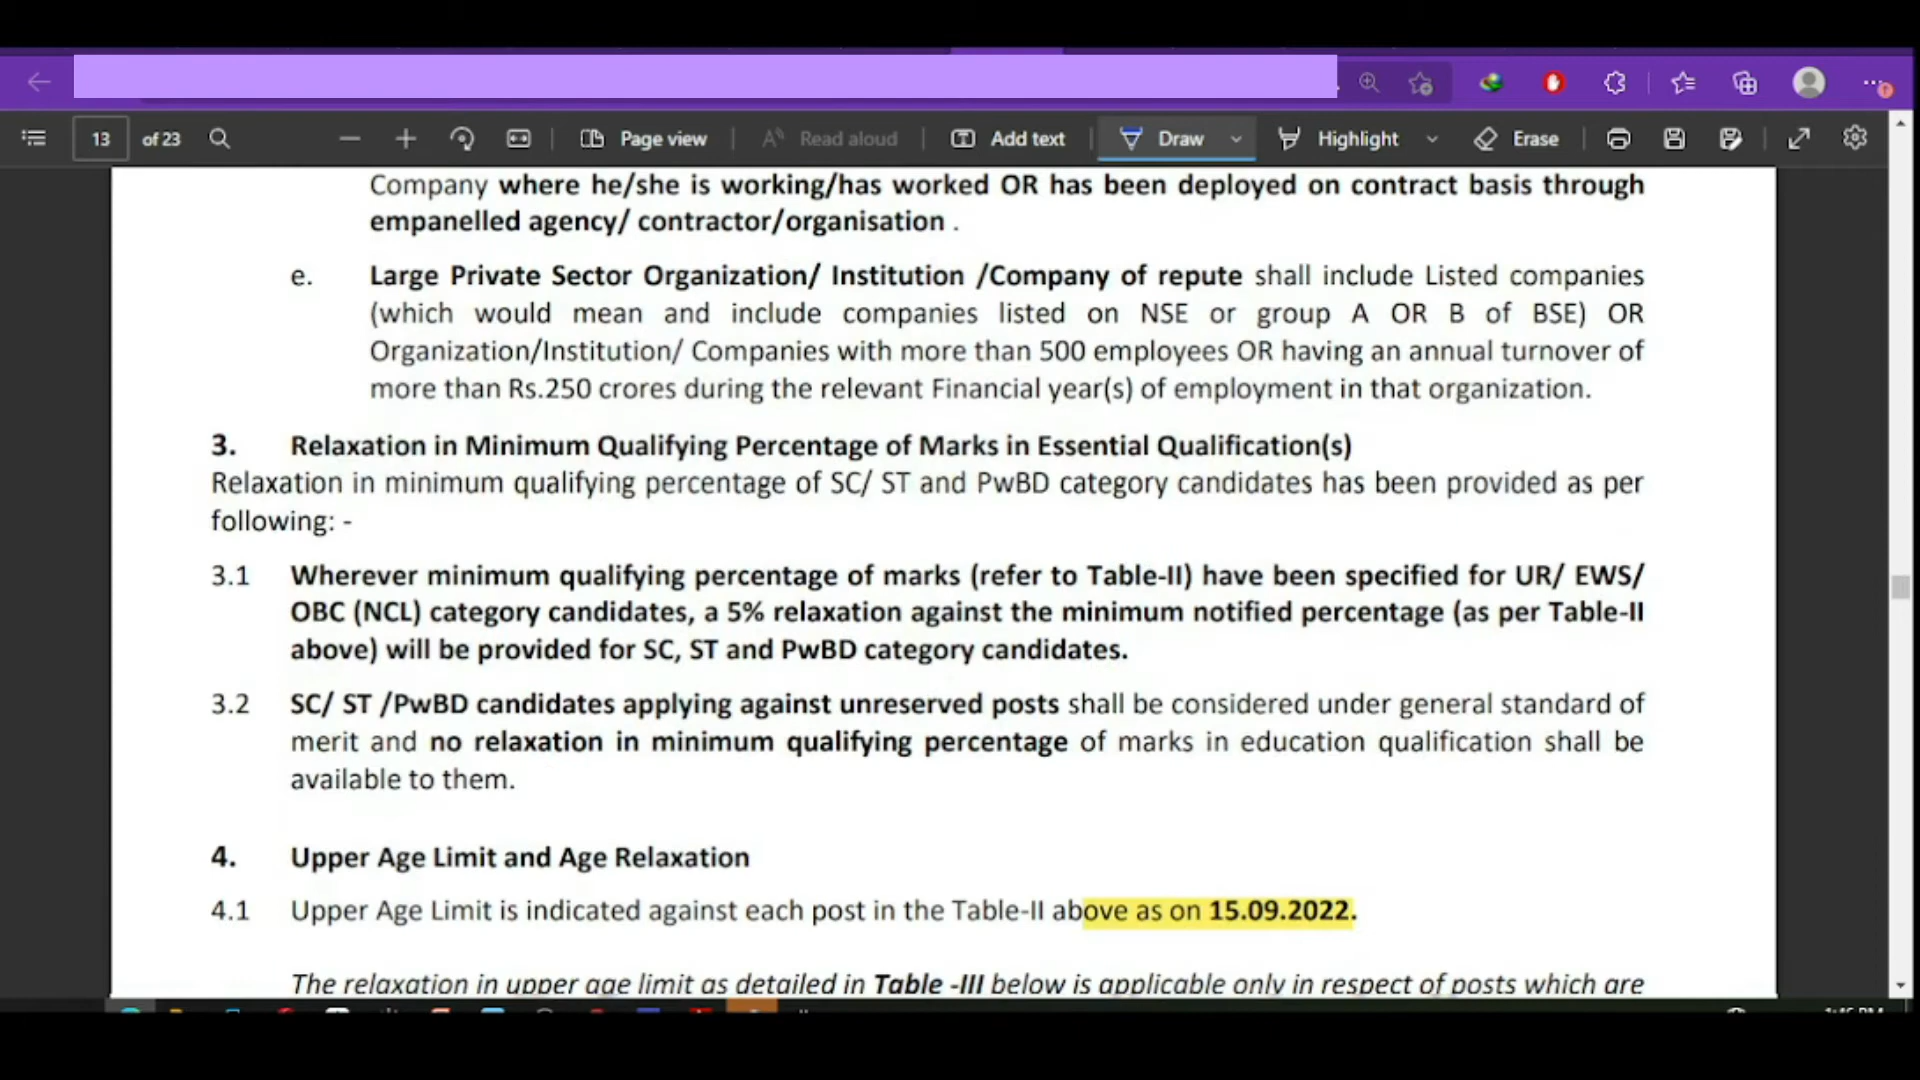 13 of 23 Page view Read aloud Add text Draw Highlight Erase
Company where he/she is working/has worked OR has been deployed on contract basis through
empanelled agency/ contractor/organisation .
e. Large Private Sector Organization/ Institution /Company of repute shall include Listed companies
(which would mean and include companies listed on NSE or group A OR B of BSE) OR
Organization/Institution/ Companies with more than 500 employees OR having an annual turnover of
more than Rs.250 crores during the relevant Financial year(s) of employment in that organization.
3. Relaxation in Minimum Qualifying Percentage of Marks in Essential Qualification(s)
Relaxation in minimum qualifying percentage of SC/ ST and PwBD category candidates has been provided as per
following: -
3.1 Wherever minimum qualifying percentage of marks (refer to Table-II) have been specified for UR/ EWS/
OBC (NCL) category candidates, a 5% relaxation against the minimum notified percentage (as per Table-II
above) will be provided for SC, ST and PwBD category candidates.
3.2 SC/ ST /PwBD candidates applying against unreserved posts shall be considered under general standard of
merit and no relaxation in minimum qualifying percentage of marks in education qualification shall be
available to them.
4. Upper Age Limit and Age Relaxation
4.1 Upper Age Limit is indicated against each post in the Table-II above as on 15.09.2022.
The relaxation in upper age limit as detailed in Table -III below is applicable only in respect of posts which are